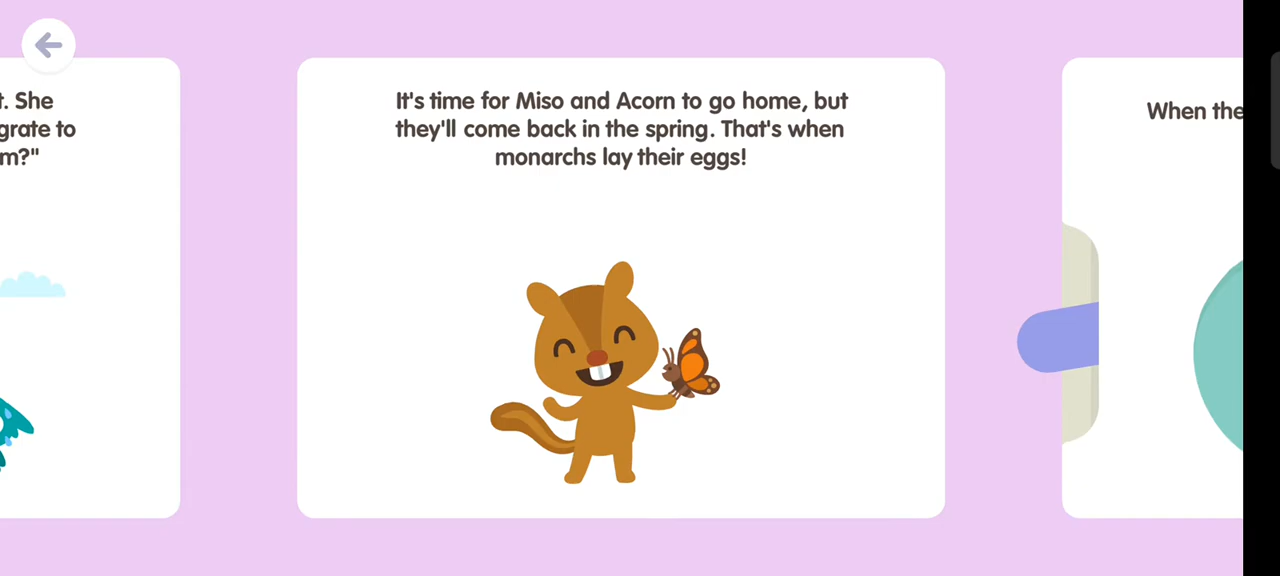 t. She
grate to
m?"
It's time for Miso and Acorn to go home, but
they'll come back in the spring. That's when
monarchs lay their eggs!
When the